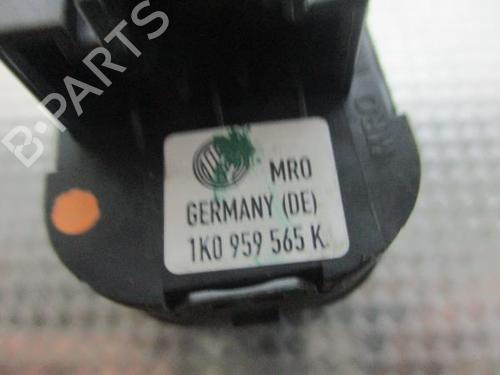 B-PARTS
MRO
GERMANY (DE)
1K0 959 565 K